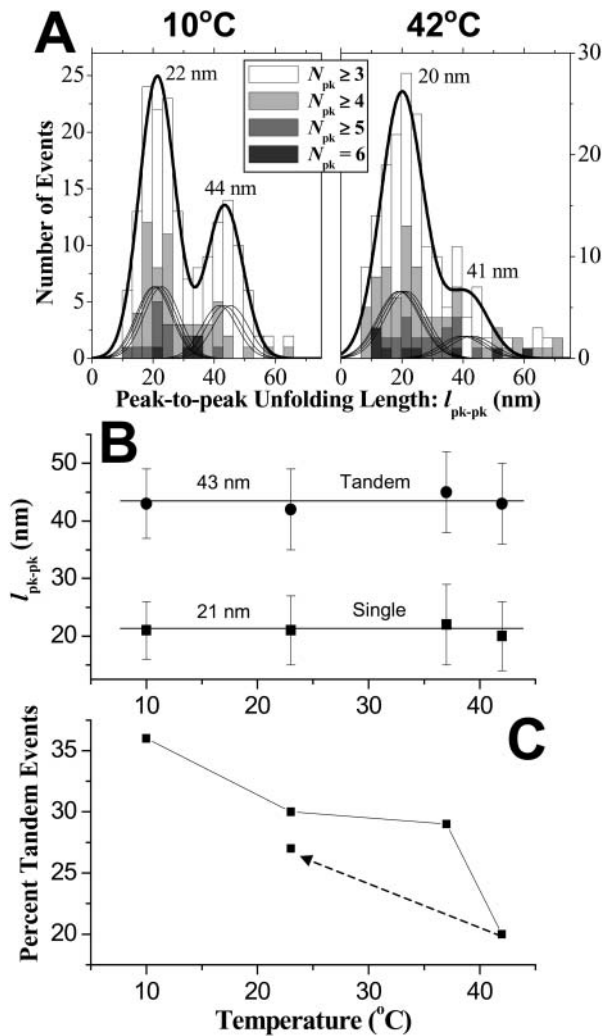 10°C 42°C
A
22 nm
44 nm
N_pk ≥ 3
N_pk ≥ 4
N_pk ≥ 5
N_pk = 6
20 nm
41 nm
Number of Events
25
20
15
10
5
0
30
20
10
0
0 20 40 60 0 20 40 60
Peak-to-peak Unfolding Length: l_pk-pk (nm)
B
l_pk-pk (nm)
50
40
30
20
43 nm Tandem
21 nm Single
10 20 30 40
C
Percent Tandem Events
35
30
25
20
10 20 30 40
Temperature (°C)